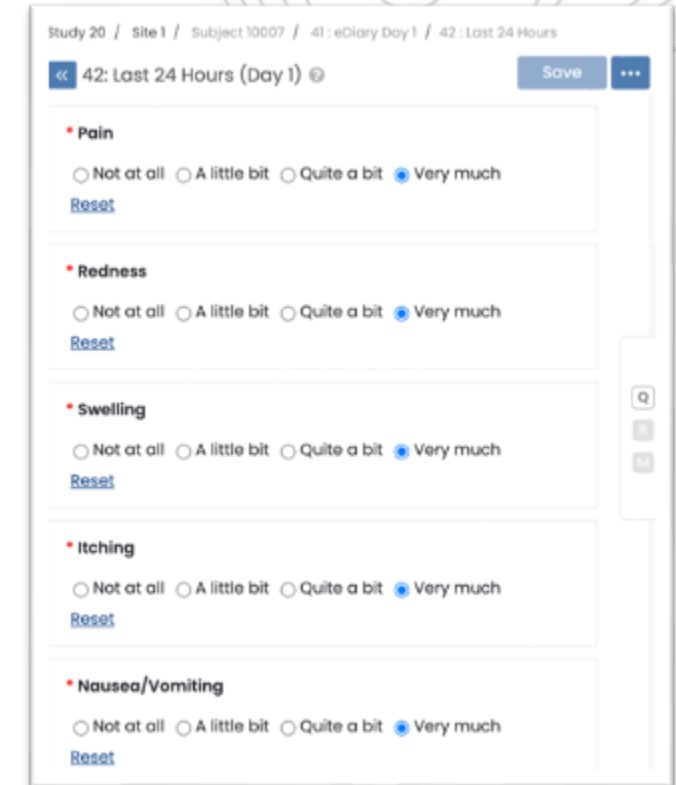 Study 20 / Site 1 / Subject 10007 / 41 : eDiary Day 1 / 42 : Last 24 Hours
« 42: Last 24 Hours (Day 1) ? Save •••
* Pain
Not at all A little bit Quite a bit Very much
Reset
* Redness
Not at all A little bit Quite a bit Very much
Reset
* Swelling
Not at all A little bit Quite a bit Very much
Reset
Q
R
M
* Itching
Not at all A little bit Quite a bit Very much
Reset
* Nausea/Vomiting
Not at all A little bit Quite a bit Very much
Reset